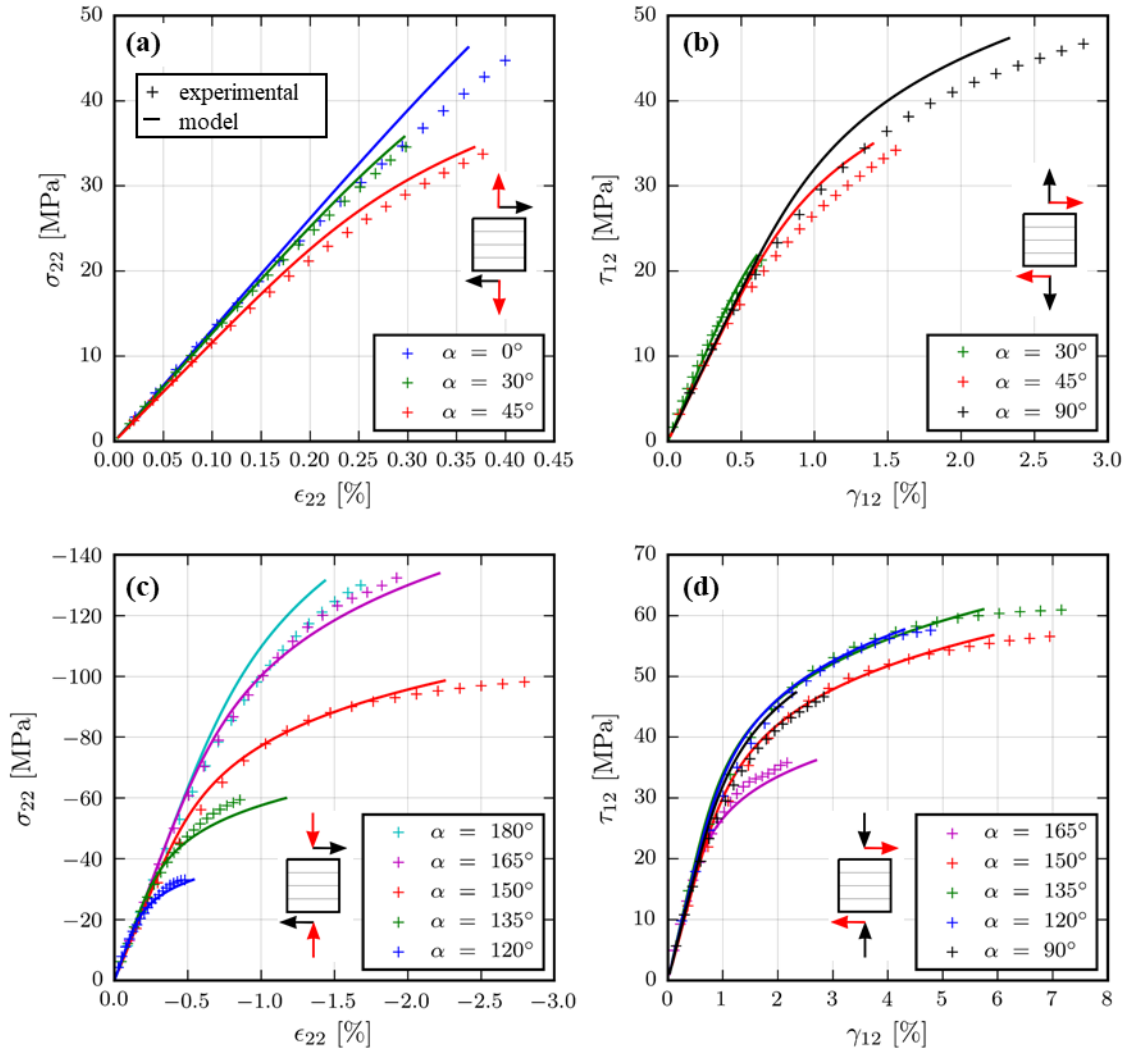 (a)
+ experimental
— model
50
40
30
20
10
0
σ22 [MPa]
0.00 0.05 0.10 0.15 0.20 0.25 0.30 0.35 0.40 0.45
ϵ22 [%]
α = 0°
α = 30°
α = 45°
(b)
50
40
30
20
10
0
τ12 [MPa]
0.0 0.5 1.0 1.5 2.0 2.5 3.0
γ12 [%]
α = 30°
α = 45°
α = 90°
(c)
−140
−120
−100
−80
−60
−40
−20
0
σ22 [MPa]
0.0 −0.5 −1.0 −1.5 −2.0 −2.5 −3.0
ϵ22 [%]
α = 180°
α = 165°
α = 150°
α = 135°
α = 120°
(d)
70
60
50
40
30
20
10
0
τ12 [MPa]
0 1 2 3 4 5 6 7 8
γ12 [%]
α = 165°
α = 150°
α = 135°
α = 120°
α = 90°